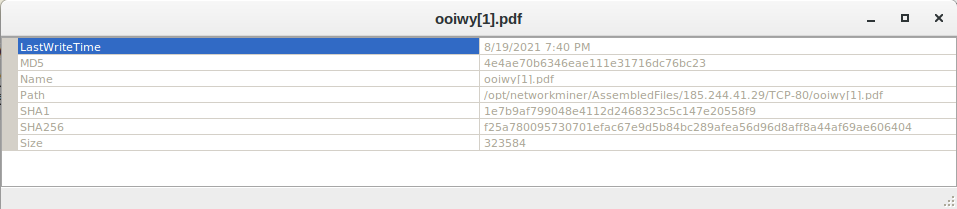 ooiwy[1].pdf
LastWriteTime 8/19/2021 7:40 PM
MD5 4e4ae70b6346eae111e31716dc76bc23
Name ooiwy[1].pdf
Path /opt/networkminer/AssembledFiles/185.244.41.29/TCP-80/ooiwy[1].pdf
SHA1 1e7b9af799048e4112d2468323c5c147e20558f9
SHA256 f25a780095730701efac67e9d5b84bc289afea56d96d8aff8a44af69ae606404
Size 323584